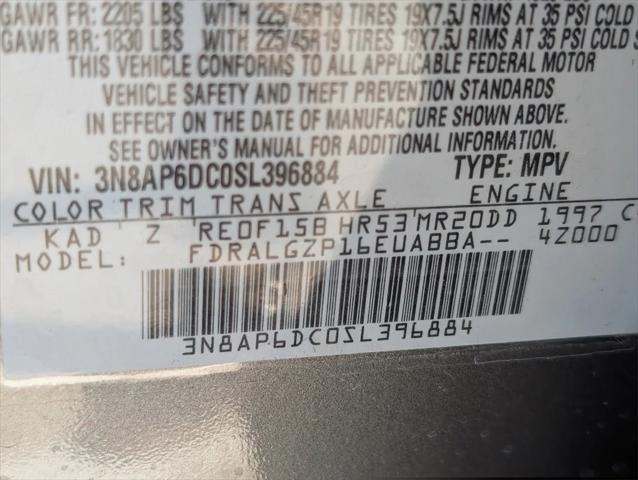 GAWR FR: 2205 LBS WITH 225/45R19 TIRES 19X7.5J RIMS AT 35 PSI COLD
GAWR RR: 1830 LBS WITH 225/45R19 TIRES 19X7.5J RIMS AT 35 PSI COLD
THIS VEHICLE CONFORMS TO ALL APPLICABLE FEDERAL MOTOR
VEHICLE SAFETY AND THEFT PREVENTION STANDARDS
IN EFFECT ON THE DATE OF MANUFACTURE SHOWN ABOVE.
SEE OWNER'S MANUAL FOR ADDITIONAL INFORMATION.
VIN: 3N8AP6DC0SL396884 TYPE: MPV
COLOR TRIM TRANS AXLE ENGINE
KAD Z RE0F15B HR53 MR20DD 1997 C
MODEL: FDRALGZP16EUABBA-- 4Z000
3N8AP6DC0SL396884